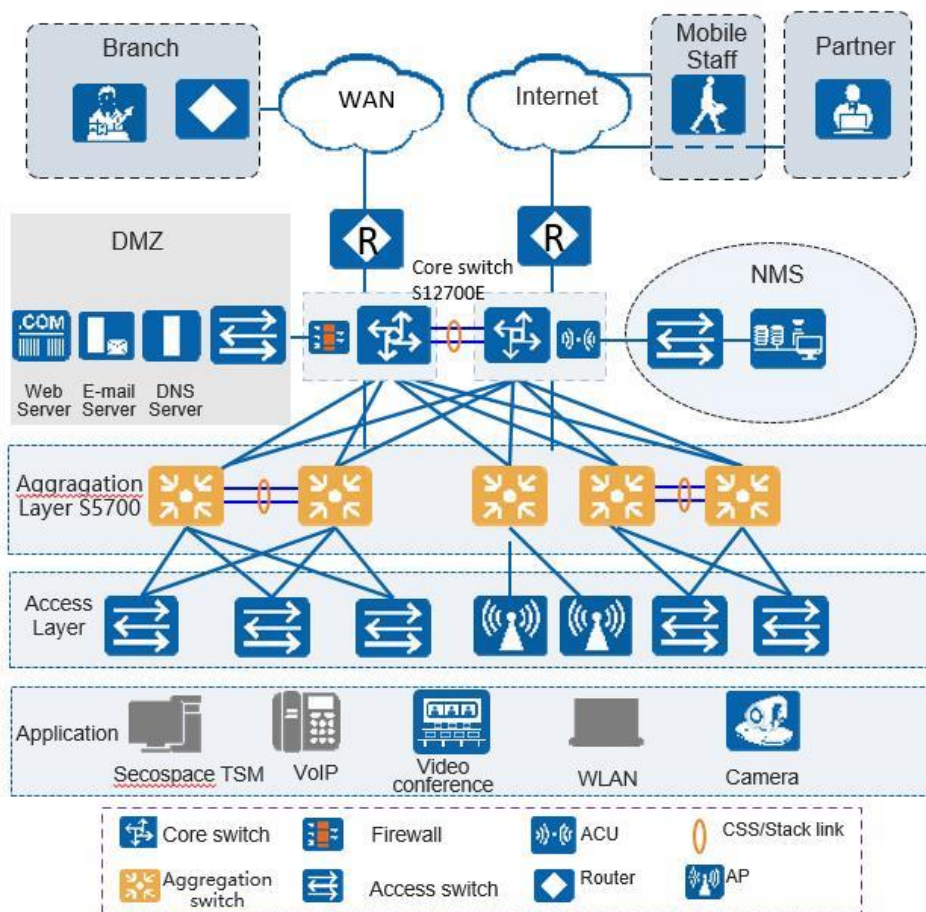 Branch
WAN
Internet
Mobile
Staff
Partner
DMZ
R
R
Core switch
S12700E
NMS
.COM
Web
Server
E-mail
Server
DNS
Server
Aggragation
Layer S5700
Access
Layer
Application
Secospace TSM
VoIP
Video
conference
WLAN
Camera
Core switch
Firewall
ACU
CSS/Stack link
Aggregation
switch
Access switch
Router
AP